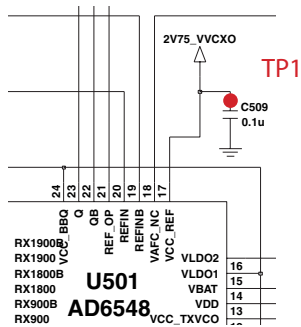 2V75_VVCXO
TP1
C509
0.1u
24
23
22
21
20
19
18
17
VCC_BBQ
Q
QB
REF_OP
REFIN
REFINB
VAFC_NC
VCC_REF
RX1900B
RX1900
RX1800B
RX1800
RX900B
RX900
U501
AD6548
VLDO2
VLDO1
VBAT
VDD
VCC_TXVCO
16
15
14
13